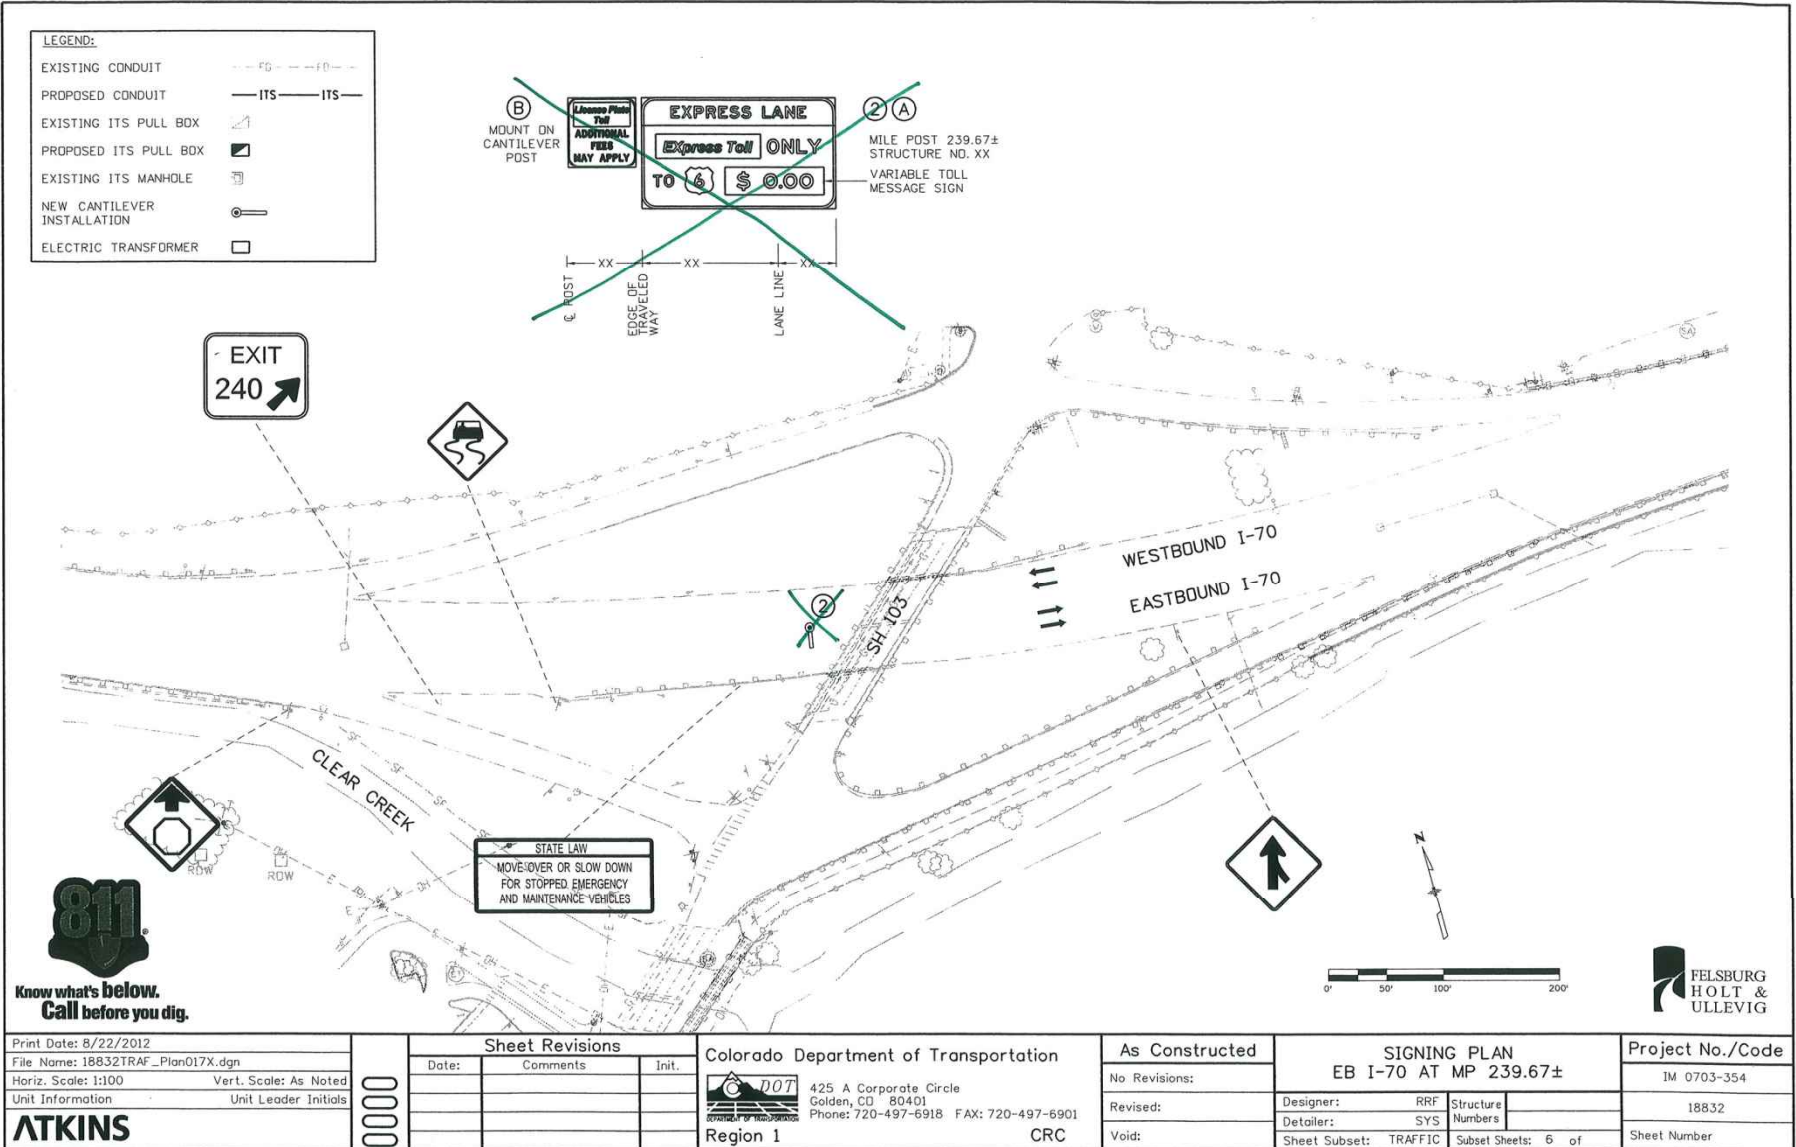 LEGEND:
EXISTING CONDUIT
PROPOSED CONDUIT
ITS ITS
EXISTING ITS PULL BOX
PROPOSED ITS PULL BOX
EXISTING ITS MANHOLE
NEW CANTILEVER
INSTALLATION
ELECTRIC TRANSFORMER
B
MOUNT ON
CANTILEVER
POST
License Plate
Toll
ADDITIONAL
FEES
MAY APPLY
EXPRESS LANE
EXpress Toll ONLY
TO 6 $ 0.00
2 A
MILE POST 239.67±
STRUCTURE NO. XX
VARIABLE TOLL
MESSAGE SIGN
XX XX XX
POST
EDGE OF
TRAVELED
WAY
LANE LINE
EXIT
240
2
SH 103
WESTBOUND I-70
EASTBOUND I-70
CLEAR CREEK
ROW
ROW
STATE LAW
MOVE OVER OR SLOW DOWN
FOR STOPPED EMERGENCY
AND MAINTENANCE VEHICLES
N
0' 50' 100' 200'
811
Know what's below.
Call before you dig.
FELSBURG
HOLT &
ULLEVIG
Print Date: 8/22/2012
File Name: 18832TRAF_Plan017X.dgn
Horiz. Scale: 1:100 Vert. Scale: As Noted
Unit Information Unit Leader Initials
ATKINS
Sheet Revisions
Date: Comments Init.
Colorado Department of Transportation
DOT
DEPARTMENT OF TRANSPORTATION
425 A Corporate Circle
Golden, CO 80401
Phone: 720-497-6918 FAX: 720-497-6901
Region 1 CRC
As Constructed
No Revisions:
Revised:
Void:
SIGNING PLAN
EB I-70 AT MP 239.67±
Designer: RRF
Detailer: SYS
Structure
Numbers
Sheet Subset: TRAFFIC
Subset Sheets: 6 of
Project No./Code
IM 0703-354
18832
Sheet Number